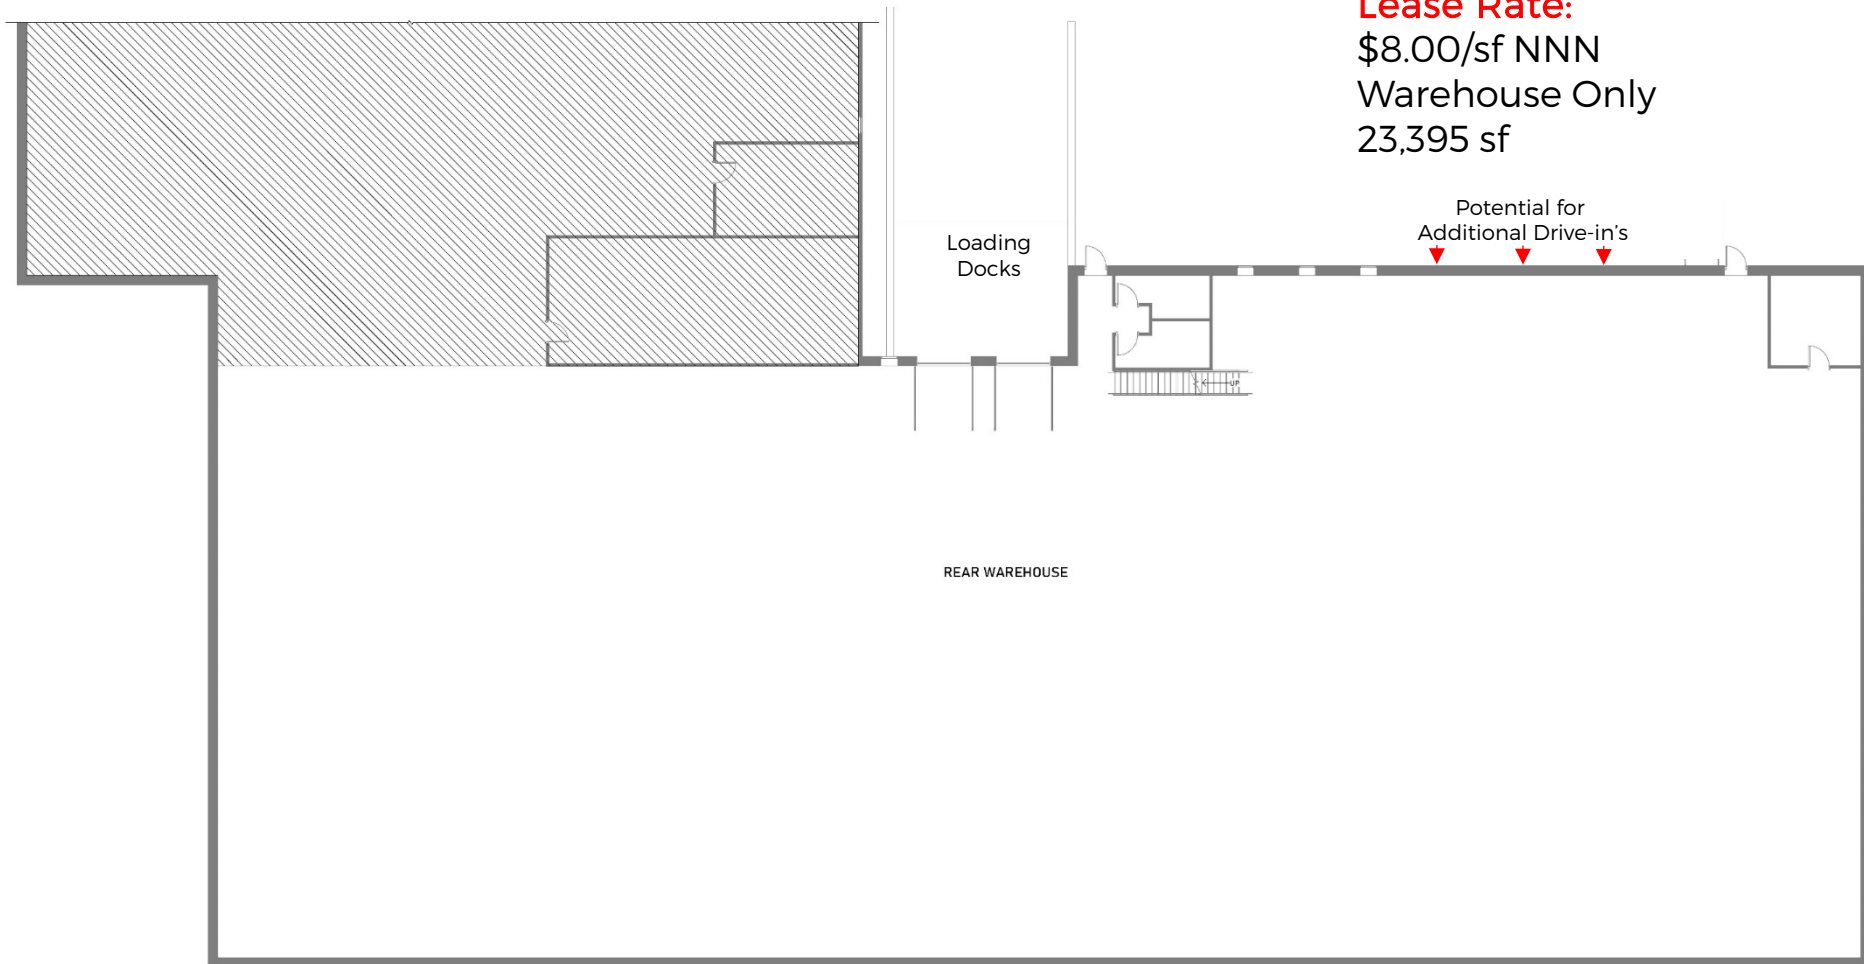 Lease Rate:
$8.00/sf NNN
Warehouse Only
23,395 sf
Potential for
Additional Drive-in's
Loading
Docks
UP
REAR WAREHOUSE